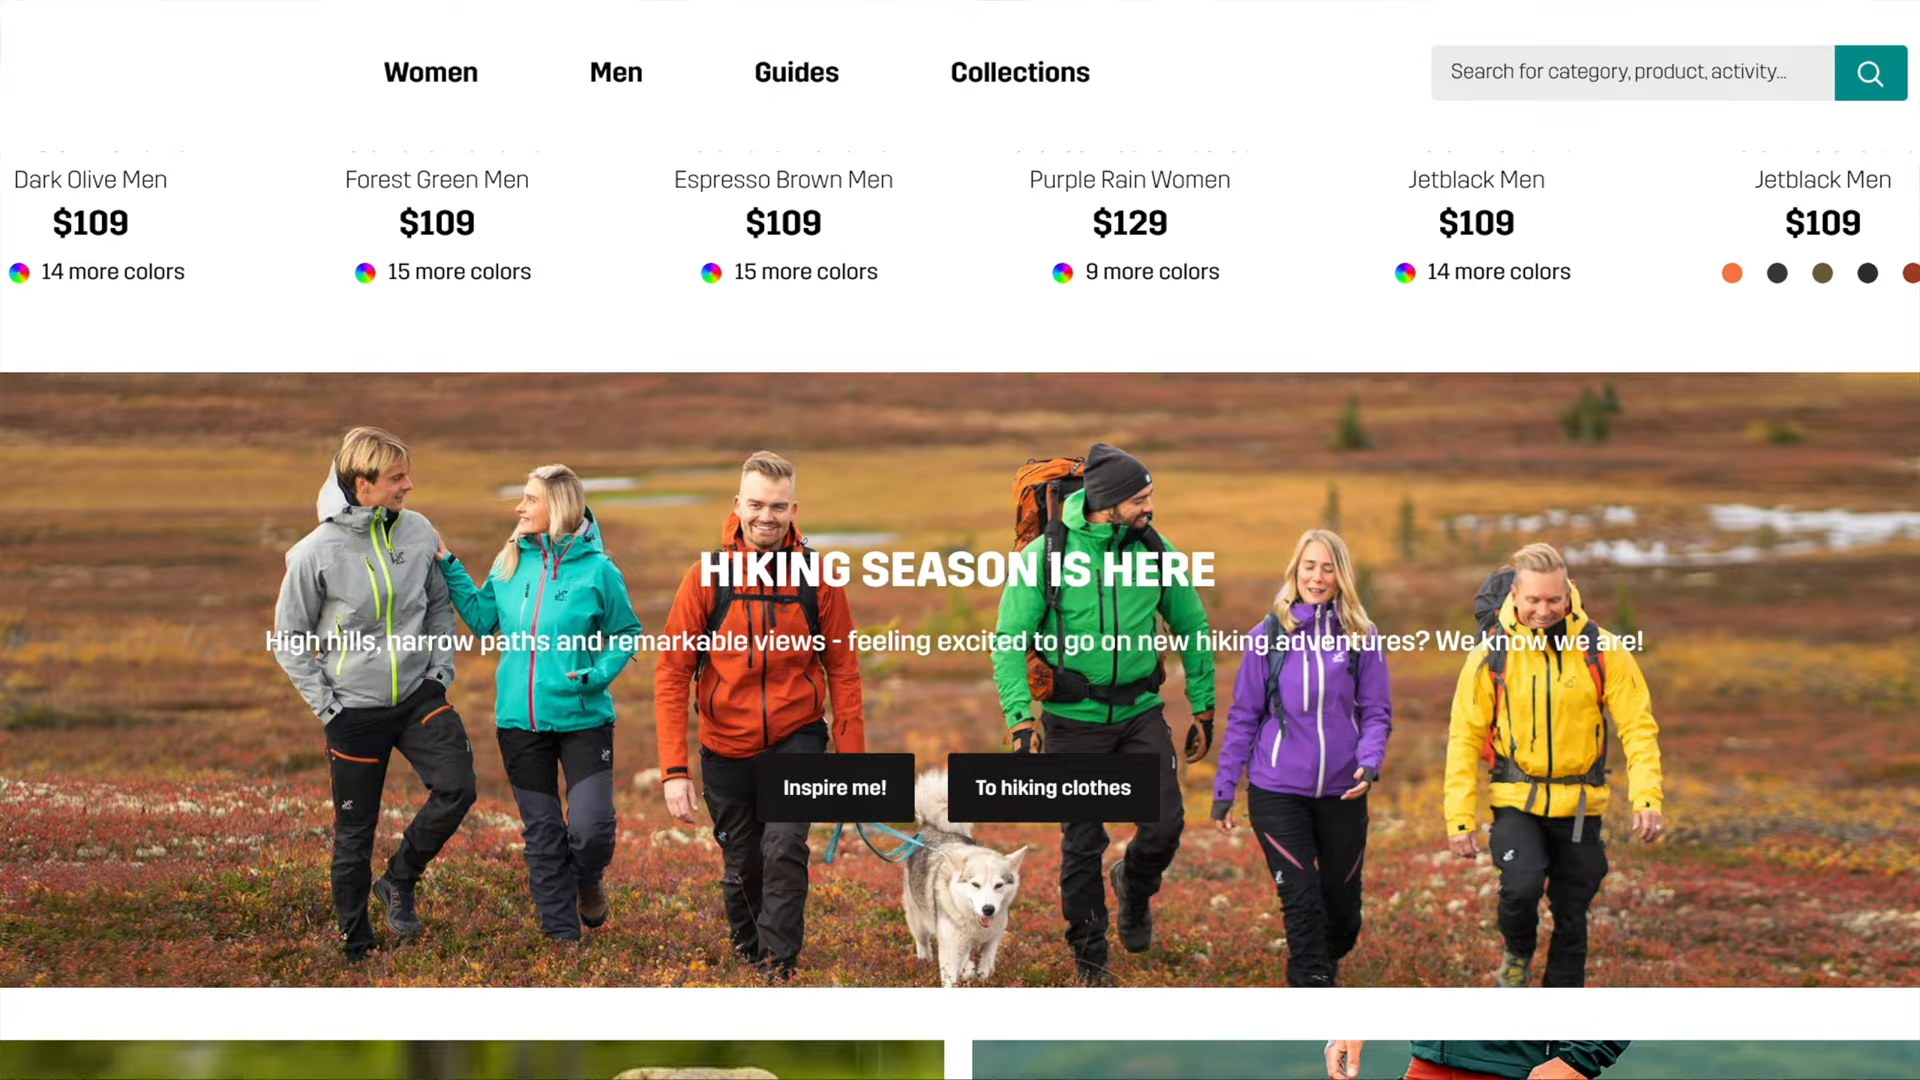 Women Men Guides Collections Search for category, product, activity...
Dark Olive Men Forest Green Men Espresso Brown Men Purple Rain Women Jetblack Men Jetblack Men
$109 $109 $109 $129 $109 $109
14 more colors 15 more colors 15 more colors 9 more colors 14 more colors
HIKING SEASON IS HERE
High hills, narrow paths and remarkable views - feeling excited to go on new hiking adventures? We know we are!
Inspire me! To hiking clothes